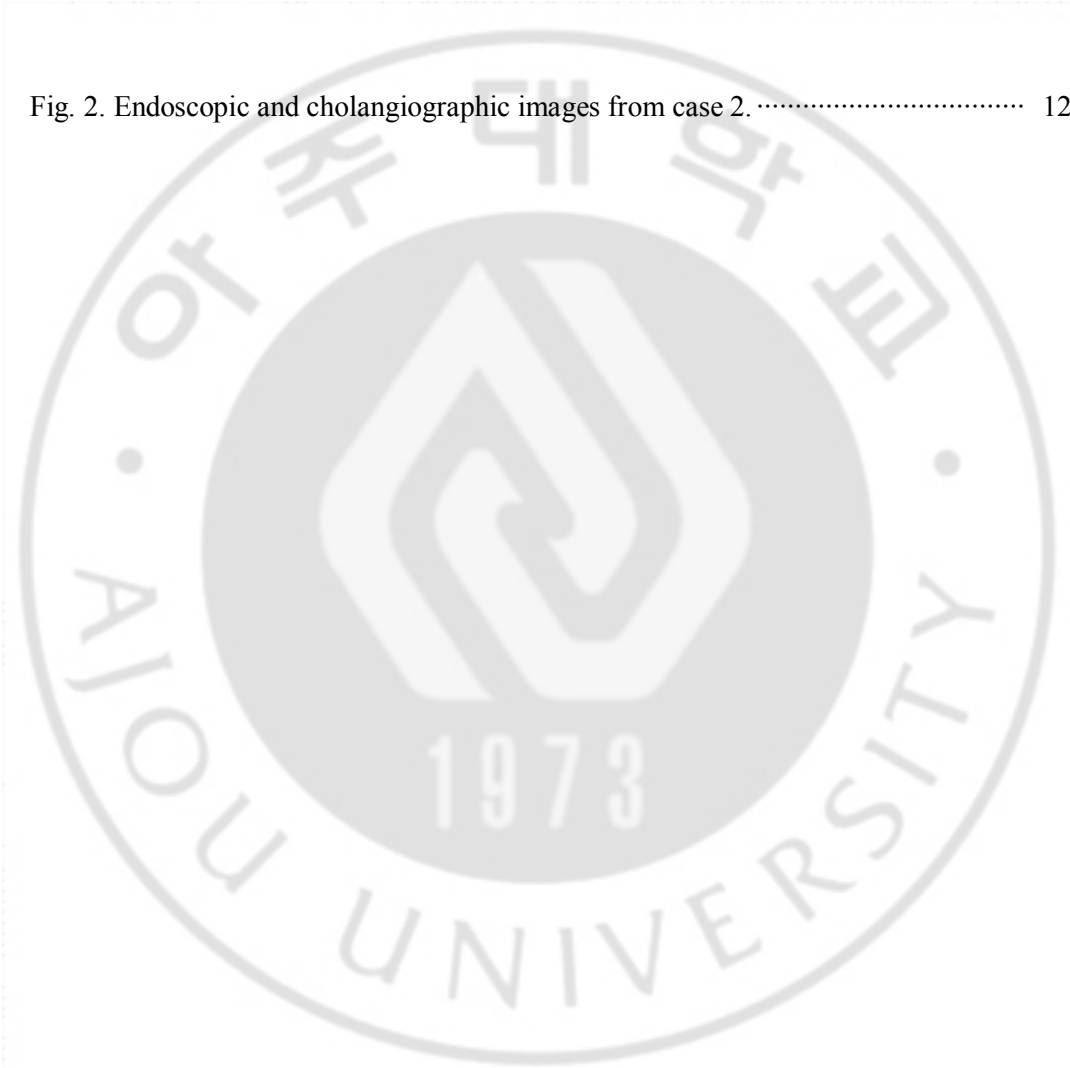 Fig. 2. Endoscopic and cholangiographic images from case 2. ································· 12
아주대학교
1973
AJOU UNIVERSITY